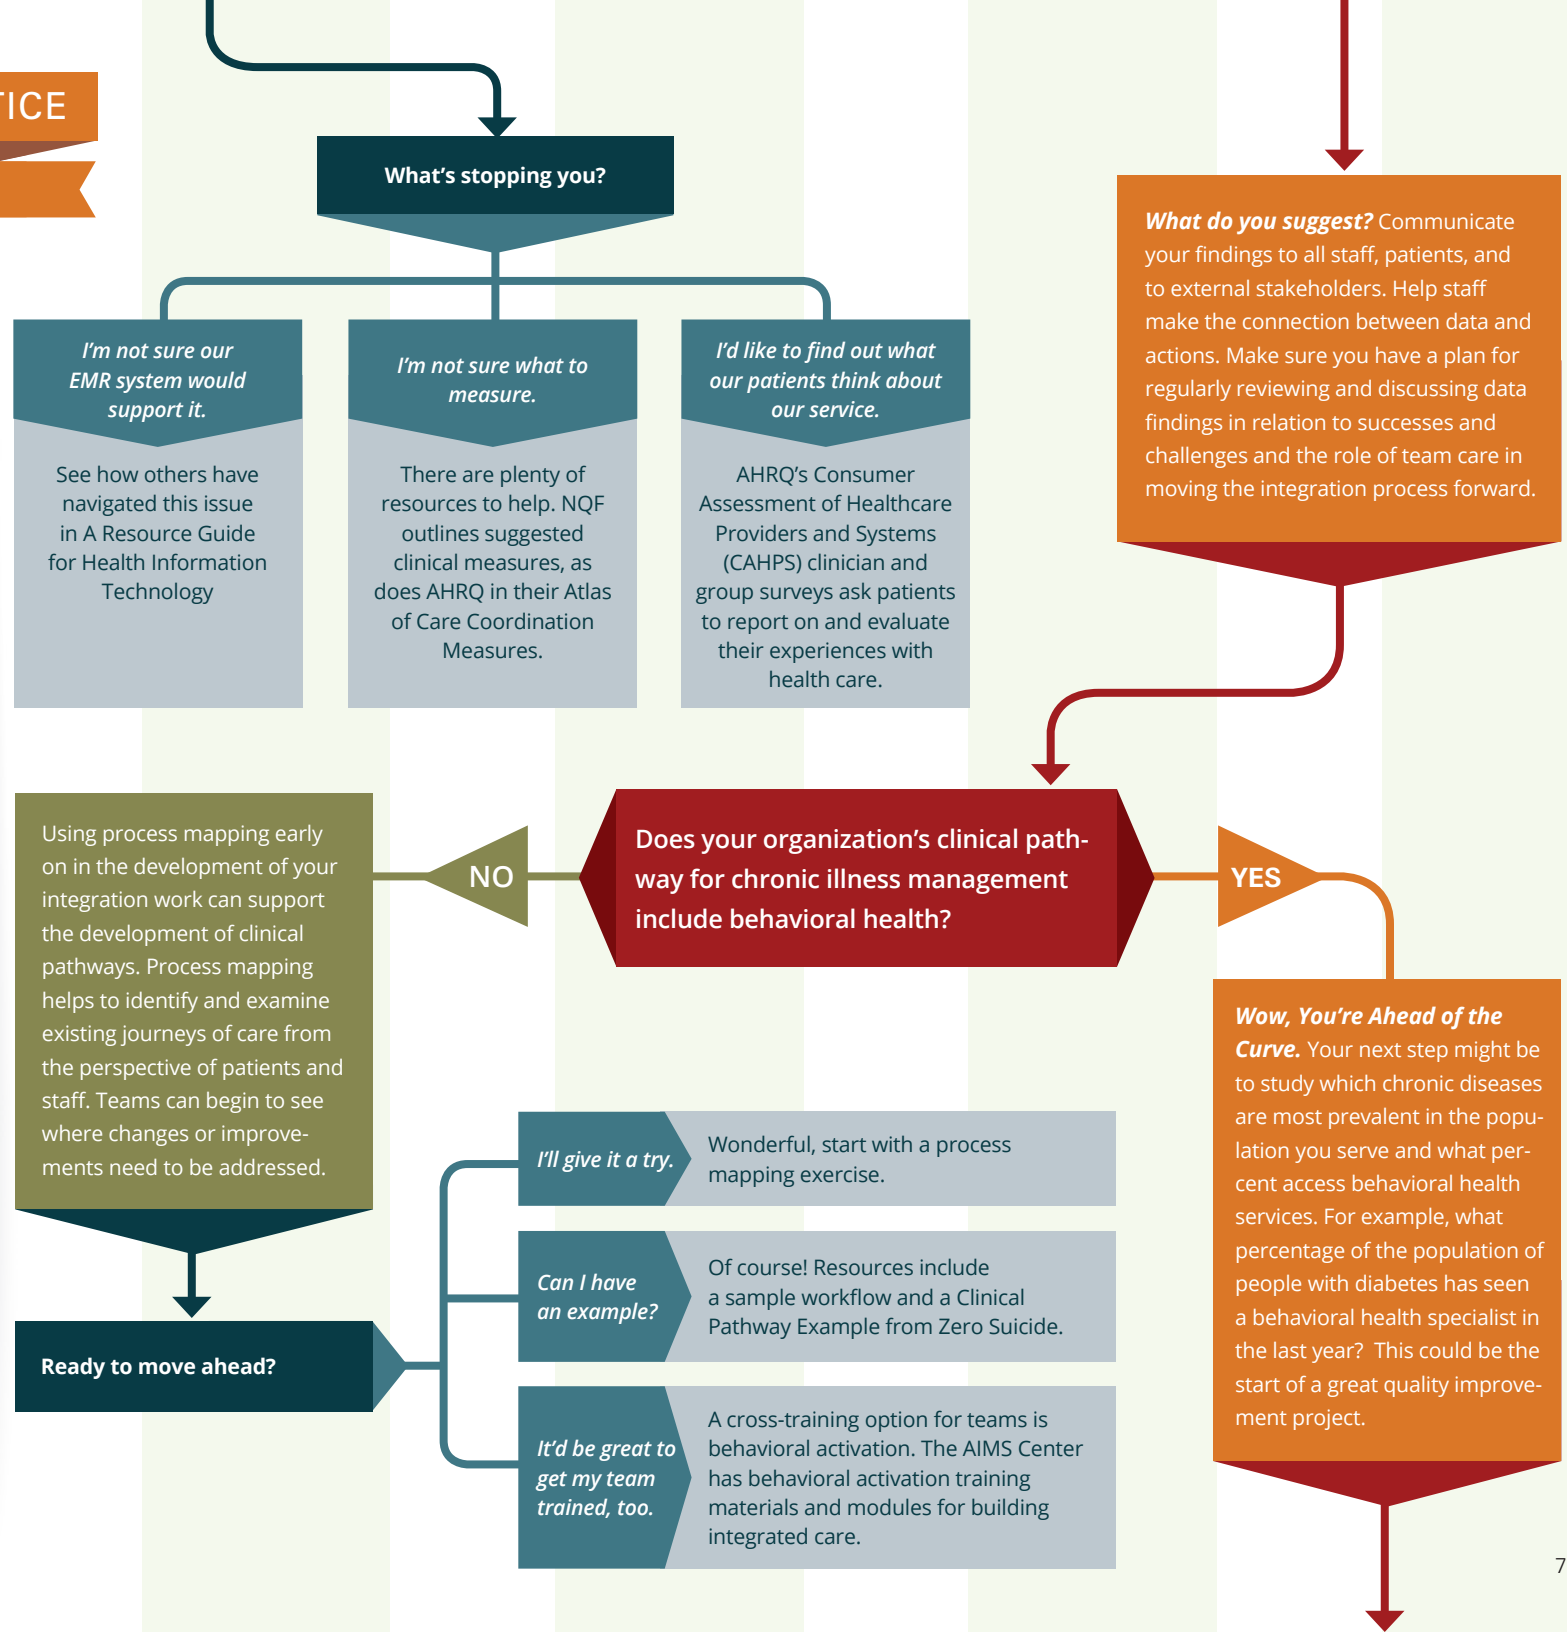 TICE
What's stopping you?
I'm not sure our
EMR system would
support it.
See how others have
navigated this issue
in A Resource Guide
for Health Information
Technology
I'm not sure what to
measure.
There are plenty of
resources to help. NQF
outlines suggested
clinical measures, as
does AHRQ in their Atlas
of Care Coordination
Measures.
I'd like to find out what
our patients think about
our service.
AHRQ's Consumer
Assessment of Healthcare
Providers and Systems
(CAHPS) clinician and
group surveys ask patients
to report on and evaluate
their experiences with
health care.
What do you suggest? Communicate
your findings to all staff, patients, and
to external stakeholders. Help staff
make the connection between data and
actions. Make sure you have a plan for
regularly reviewing and discussing data
findings in relation to successes and
challenges and the role of team care in
moving the integration process forward.
Does your organization's clinical path-
way for chronic illness management
include behavioral health?
NO
Using process mapping early
on in the development of your
integration work can support
the development of clinical
pathways. Process mapping
helps to identify and examine
existing journeys of care from
the perspective of patients and
staff. Teams can begin to see
where changes or improve-
ments need to be addressed.
Ready to move ahead?
I'll give it a try.
Wonderful, start with a process
mapping exercise.
Can I have
an example?
Of course! Resources include
a sample workflow and a Clinical
Pathway Example from Zero Suicide.
It'd be great to
get my team
trained, too.
A cross-training option for teams is
behavioral activation. The AIMS Center
has behavioral activation training
materials and modules for building
integrated care.
YES
Wow, You're Ahead of the
Curve. Your next step might be
to study which chronic diseases
are most prevalent in the popu-
lation you serve and what per-
cent access behavioral health
services. For example, what
percentage of the population of
people with diabetes has seen
a behavioral health specialist in
the last year?  This could be the
start of a great quality improve-
ment project.
7